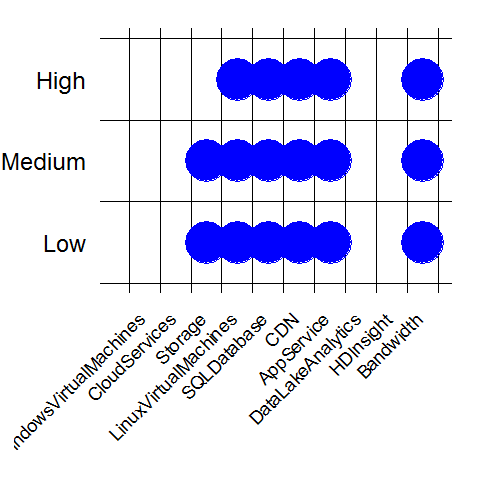 High
Medium
Low
ndowsVirtualMachines
CloudServices
Storage
LinuxVirtualMachines
SQLDatabase
CDN
AppService
DataLakeAnalytics
HDInsight
Bandwidth